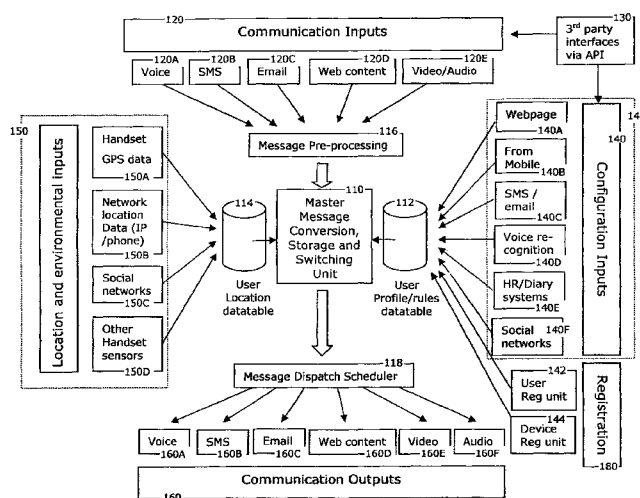 120
Communication Inputs
130
3rd party
interfaces
via API
120A
Voice
120B
SMS
120C
Email
120D
Web content
120E
Video/Audio
116
Message Pre-processing
150
Location and environmental inputs
Handset
GPS data
150A
Network
location
Data (IP
/phone)
150B
Social
networks
150C
Other
Handset
sensors
150D
114
User
Location
datatable
110
Master
Message
Conversion,
Storage and
Switching
Unit
112
User
Profile/rules
datatable
14
140
Configuration Inputs
Webpage
140A
From
Mobile
140B
SMS /
email
140C
Voice re-
cognition
140D
HR/Diary
systems
140E
Social
networks
140F
118
Message Dispatch Scheduler
142
User
Reg unit
144
Device
Reg unit
Registration
180
Voice
160A
SMS
160B
Email
160C
Web content
160D
Video
160E
Audio
160F
Communication Outputs
160